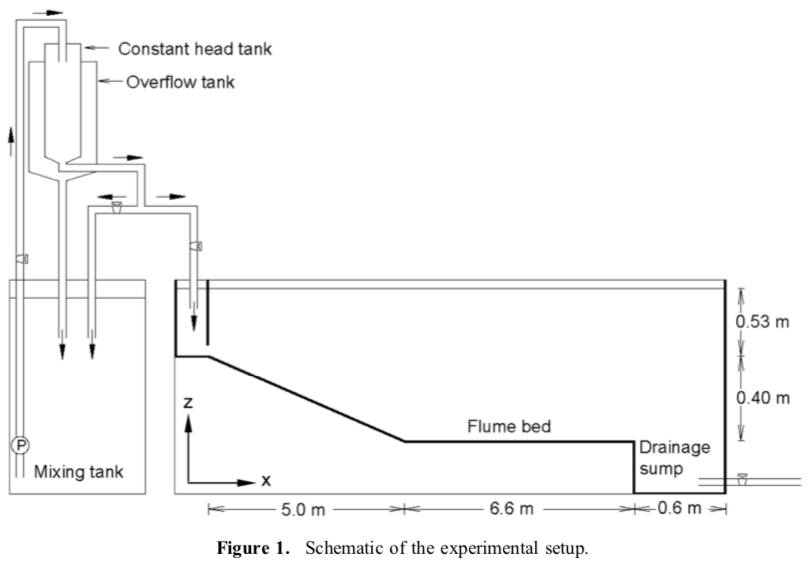 Constant head tank
Overflow tank
0.53 m
0.40 m
z
Flume bed
P
Mixing tank
x
Drainage
sump
5.0 m
6.6 m
0.6 m
Figure 1. Schematic of the experimental setup.